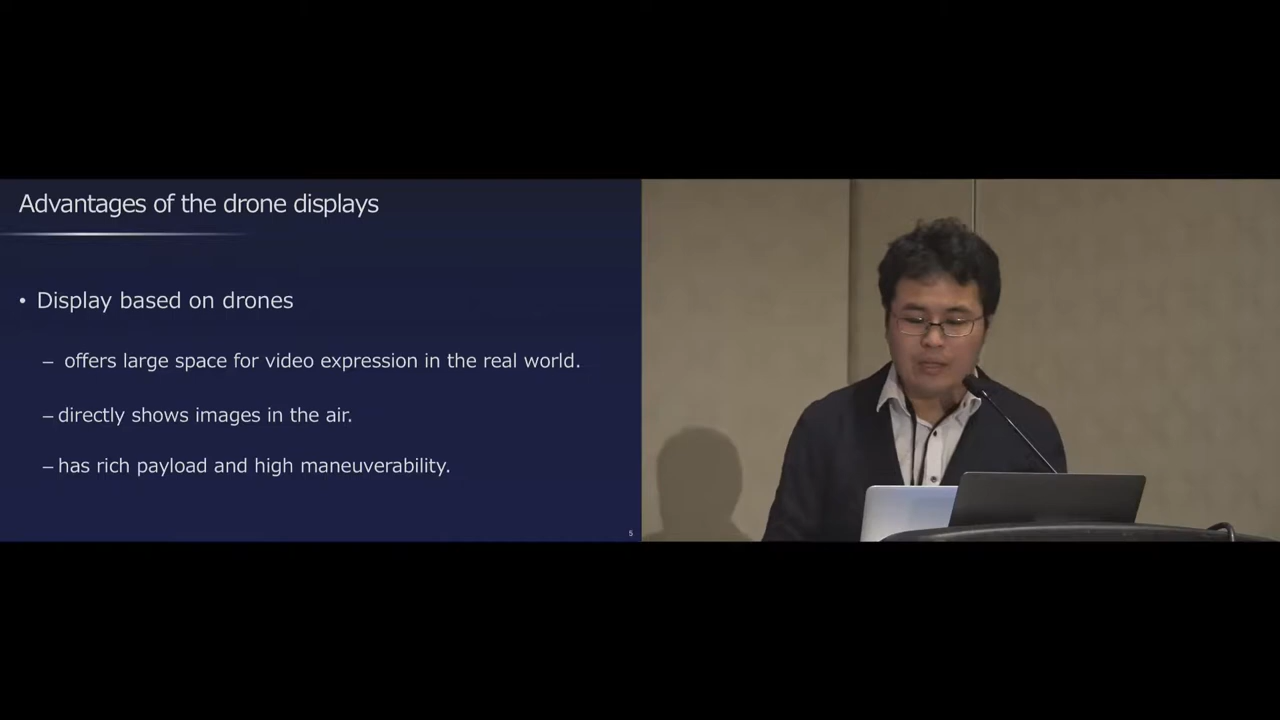 Advantages of the drone displays
• Display based on drones
– offers large space for video expression in the real world.
– directly shows images in the air.
– has rich payload and high maneuverability.
5